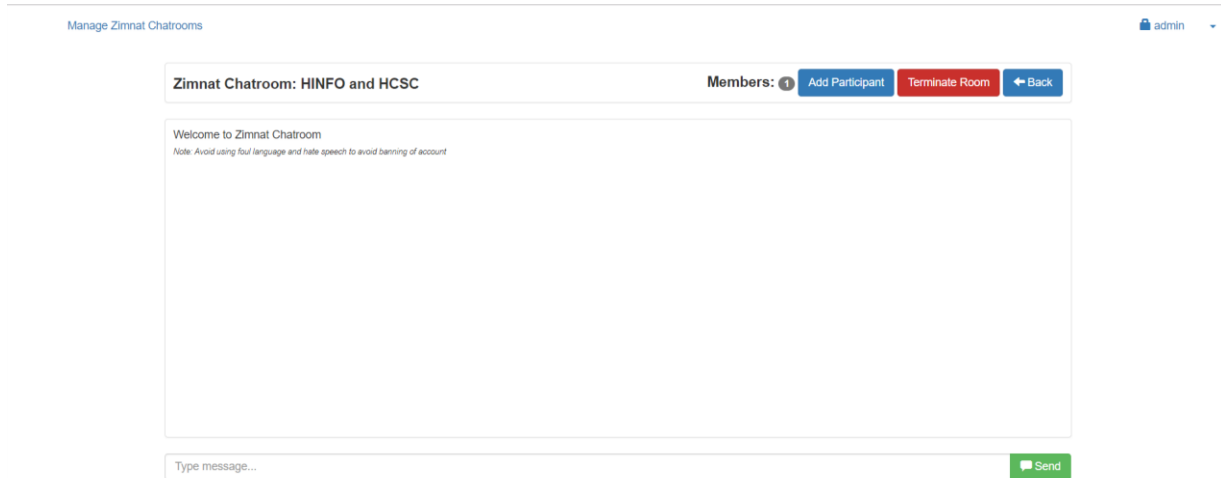 Manage Zimnat Chatrooms
admin
Zimnat Chatroom: HINFO and HCSC
Members: 1 Add Participant Terminate Room Back
Welcome to Zimnat Chatroom
Note: Avoid using foul language and hate speech to avoid banning of account
Type message...
Send